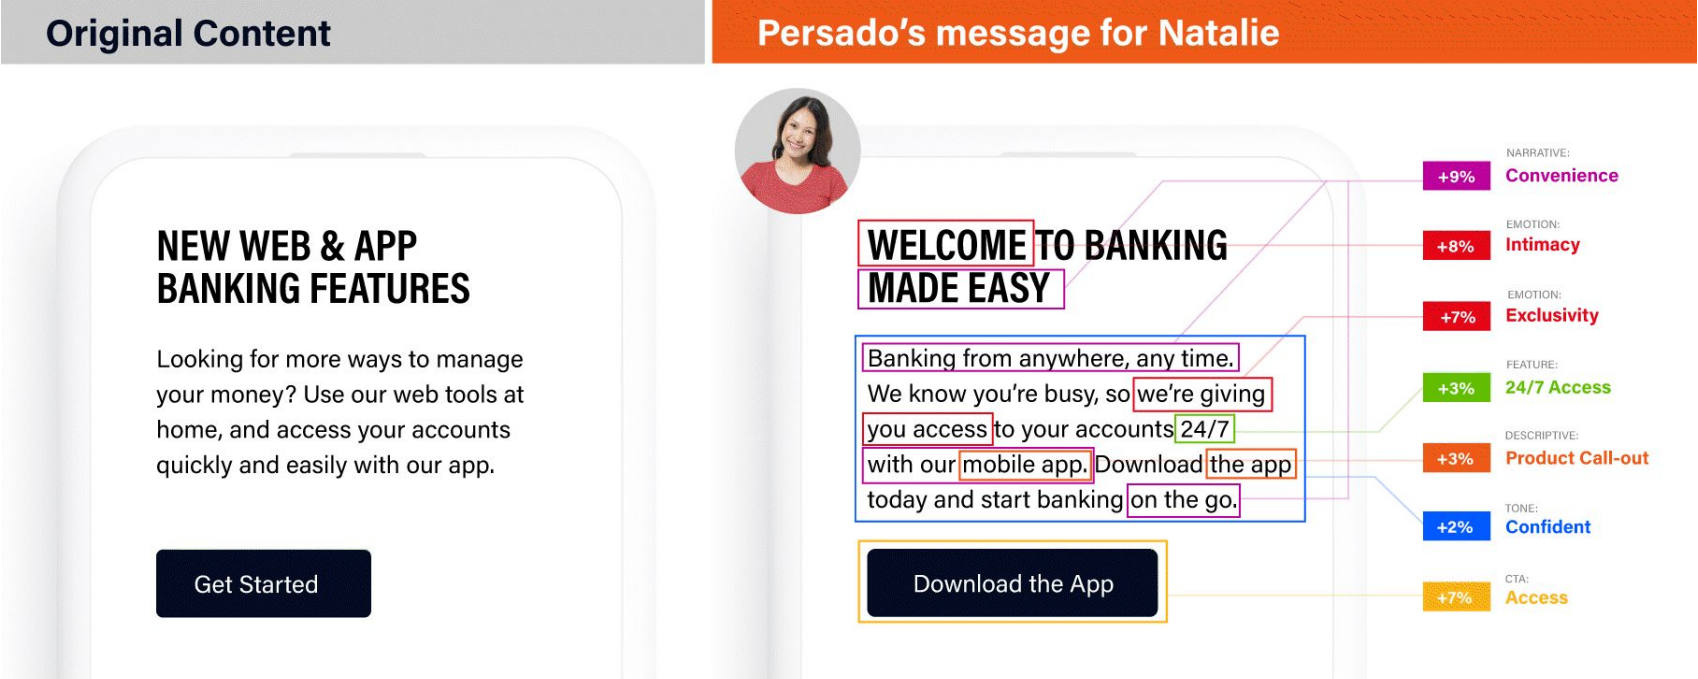 Original Content
Persado’s message for Natalie
NEW WEB & APP
BANKING FEATURES
Looking for more ways to manage
your money? Use our web tools at
home, and access your accounts
quickly and easily with our app.
Get Started
WELCOME TO BANKING
MADE EASY
Banking from anywhere, any time.
We know you’re busy, so we’re giving
you access to your accounts 24/7
with our mobile app. Download the app
today and start banking on the go.
Download the App
NARRATIVE:
+9% Convenience
EMOTION:
+8% Intimacy
EMOTION:
+7% Exclusivity
FEATURE:
+3% 24/7 Access
DESCRIPTIVE:
+3% Product Call-out
TONE:
+2% Confident
CTA:
+7% Access